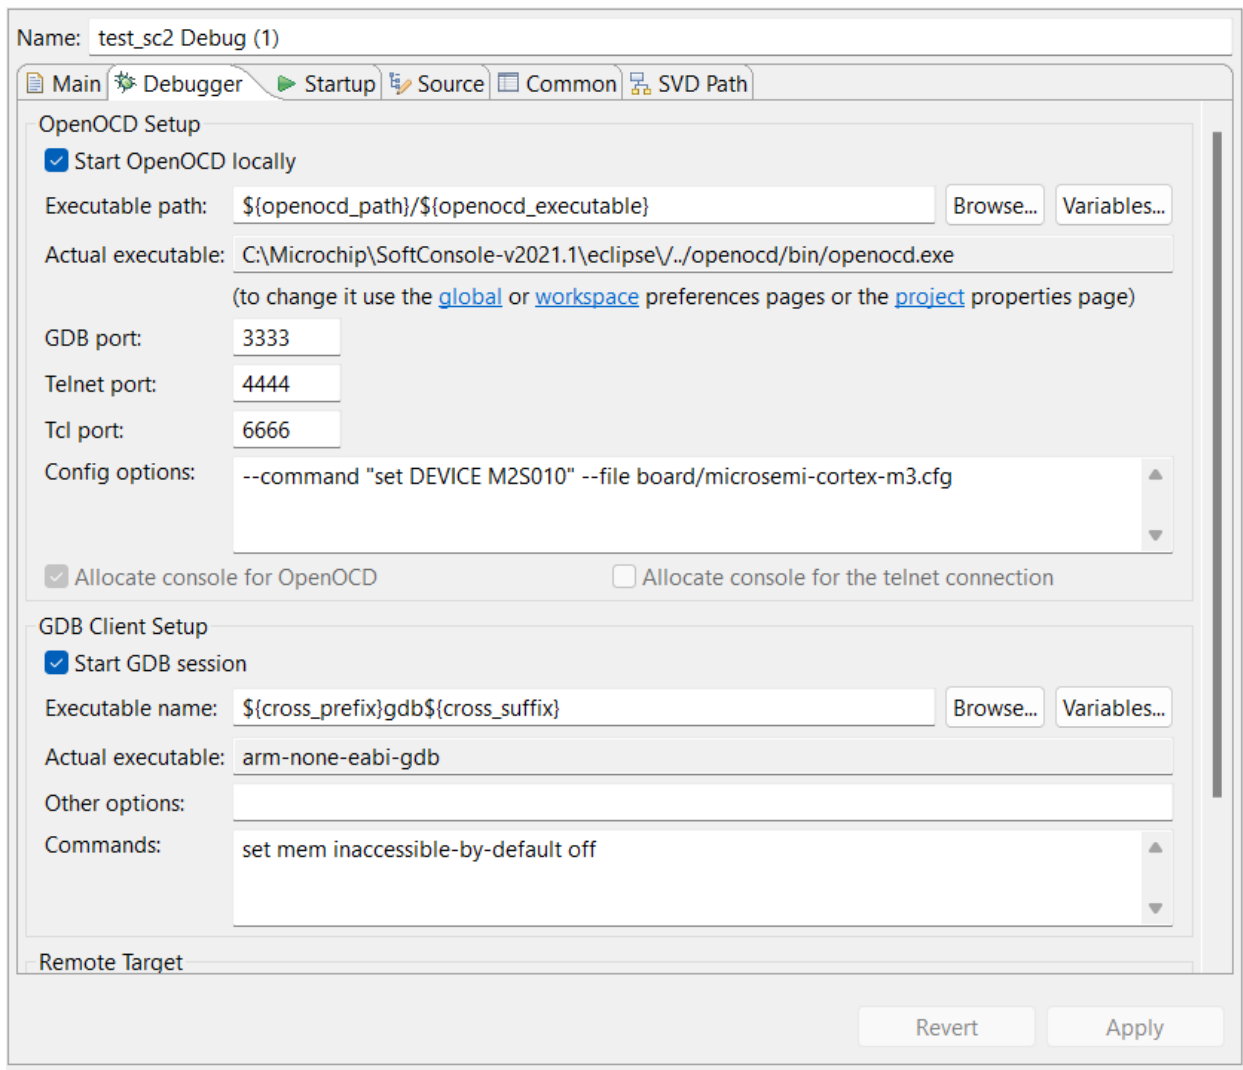 Name: test_sc2 Debug (1)
Main Debugger Startup Source Common SVD Path
OpenOCD Setup
Start OpenOCD locally
Executable path: ${openocd_path}/${openocd_executable} Browse... Variables...
Actual executable: C:\Microchip\SoftConsole-v2021.1\eclipse\/../openocd/bin/openocd.exe
(to change it use the global or workspace preferences pages or the project properties page)
GDB port: 3333
Telnet port: 4444
Tcl port: 6666
Config options: --command "set DEVICE M2S010" --file board/microsemi-cortex-m3.cfg
Allocate console for OpenOCD Allocate console for the telnet connection
GDB Client Setup
Start GDB session
Executable name: ${cross_prefix}gdb${cross_suffix} Browse... Variables...
Actual executable: arm-none-eabi-gdb
Other options:
Commands: set mem inaccessible-by-default off
Remote Target
Revert Apply